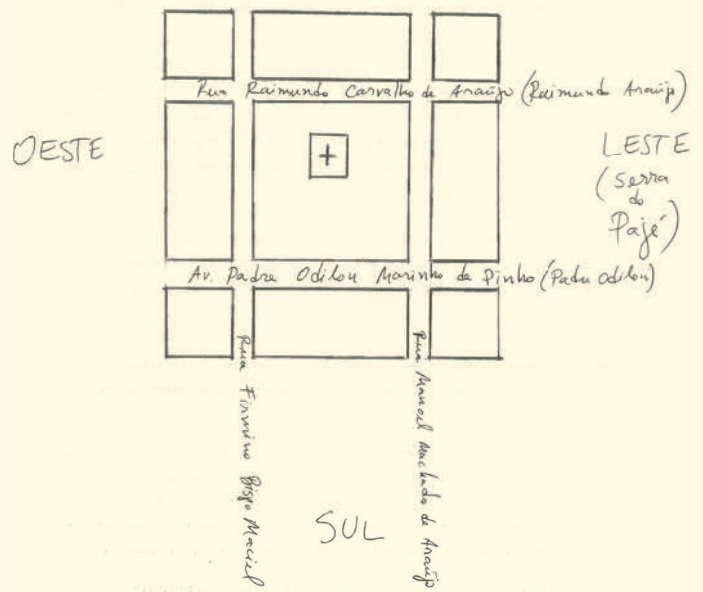 Rua Raimundo Carvalho de Araújo (Raimundo Araújo)
OESTE
LESTE
(Serra
do
Pajé)
+
Av. Padre Odilon Marinho de Pinho (Padre Odilon)
Rua Firmino Bispo Maciel
Rua Manoel Machado de Araújo
SUL